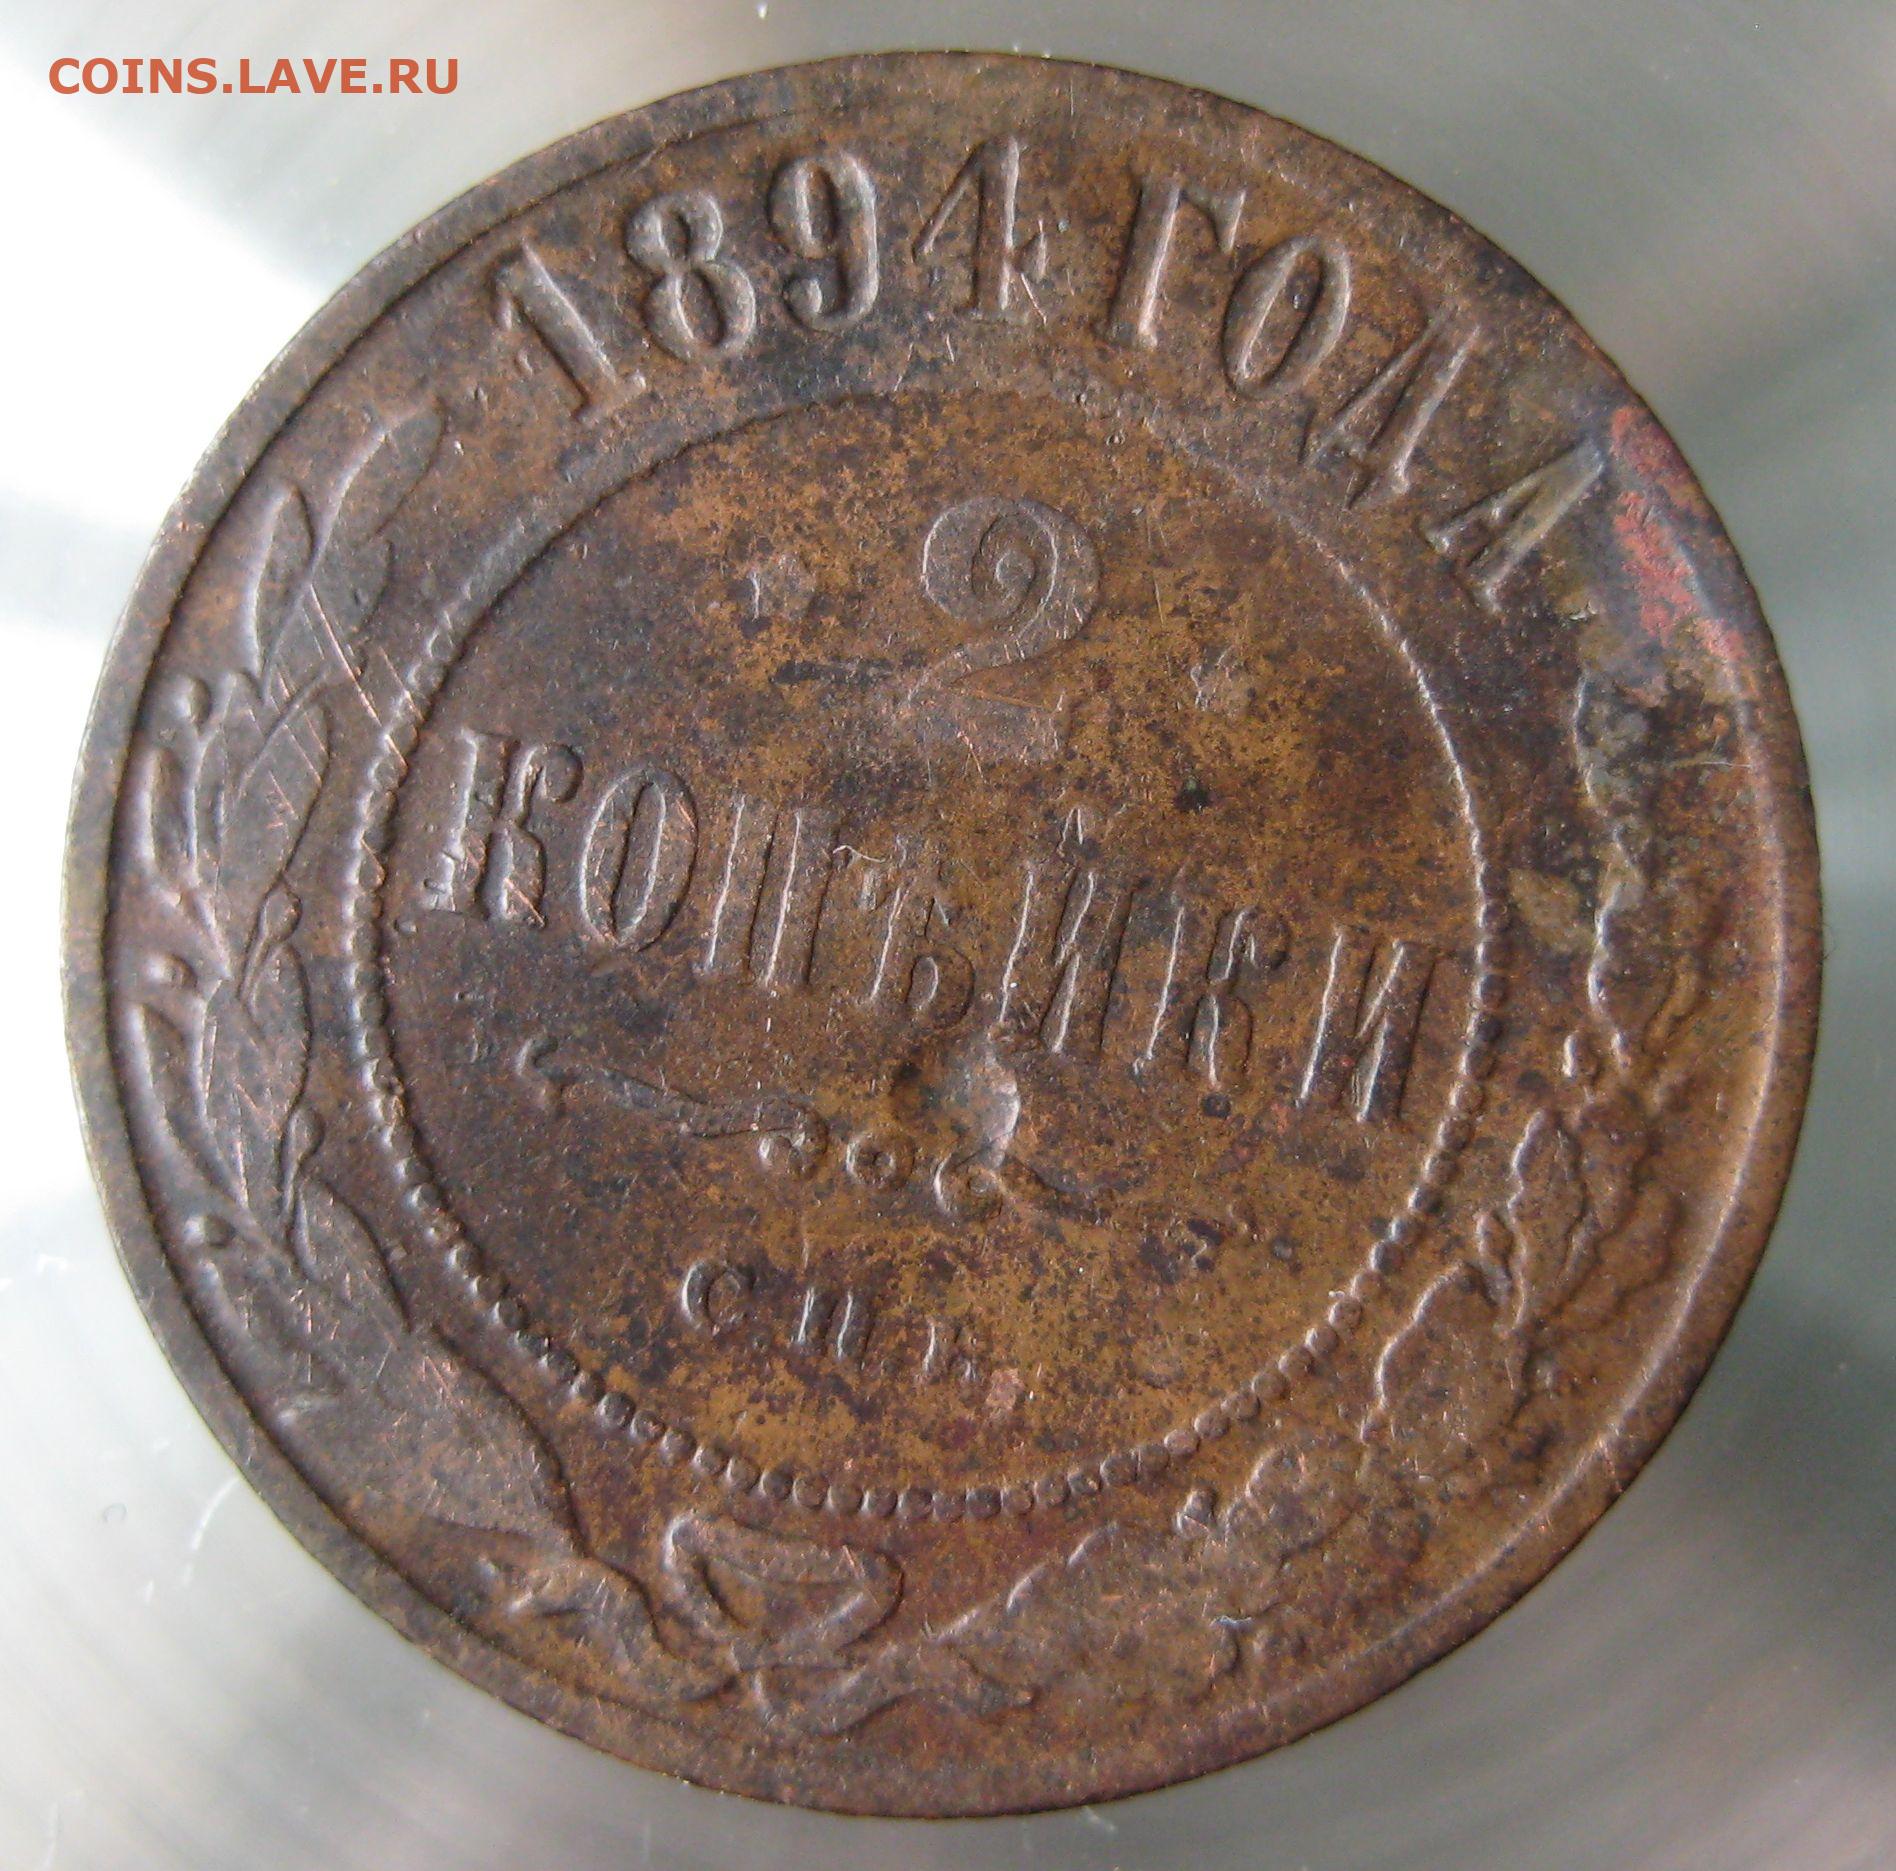 COINS.LAVE.RU
1894 ГОДА
2
КОПѢЙКИ
С.П.Б.